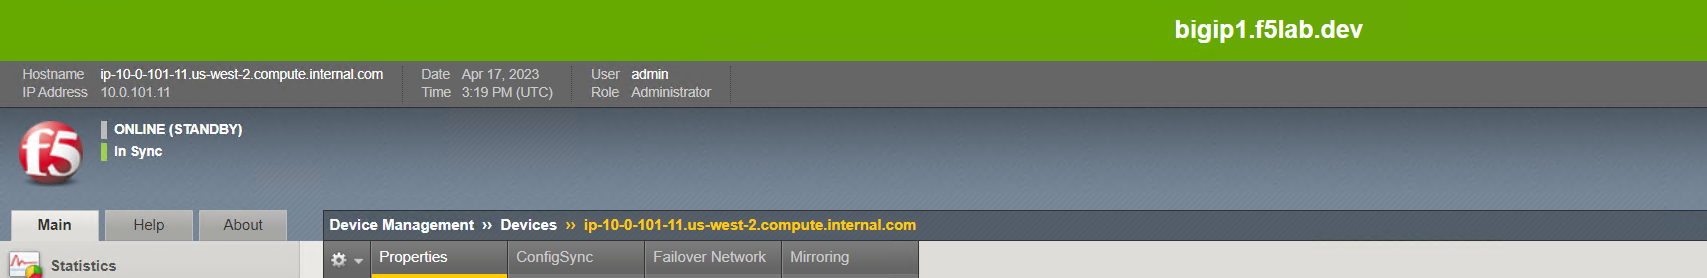 bigip1.f5lab.dev
Hostname ip-10-0-101-11.us-west-2.compute.internal.com Date Apr 17, 2023 User admin
IP Address 10.0.101.11 Time 3:19 PM (UTC) Role Administrator
f5
ONLINE (STANDBY)
In Sync
Main Help About
Device Management ›› Devices ›› ip-10-0-101-11.us-west-2.compute.internal.com
Properties ConfigSync Failover Network Mirroring
Statistics